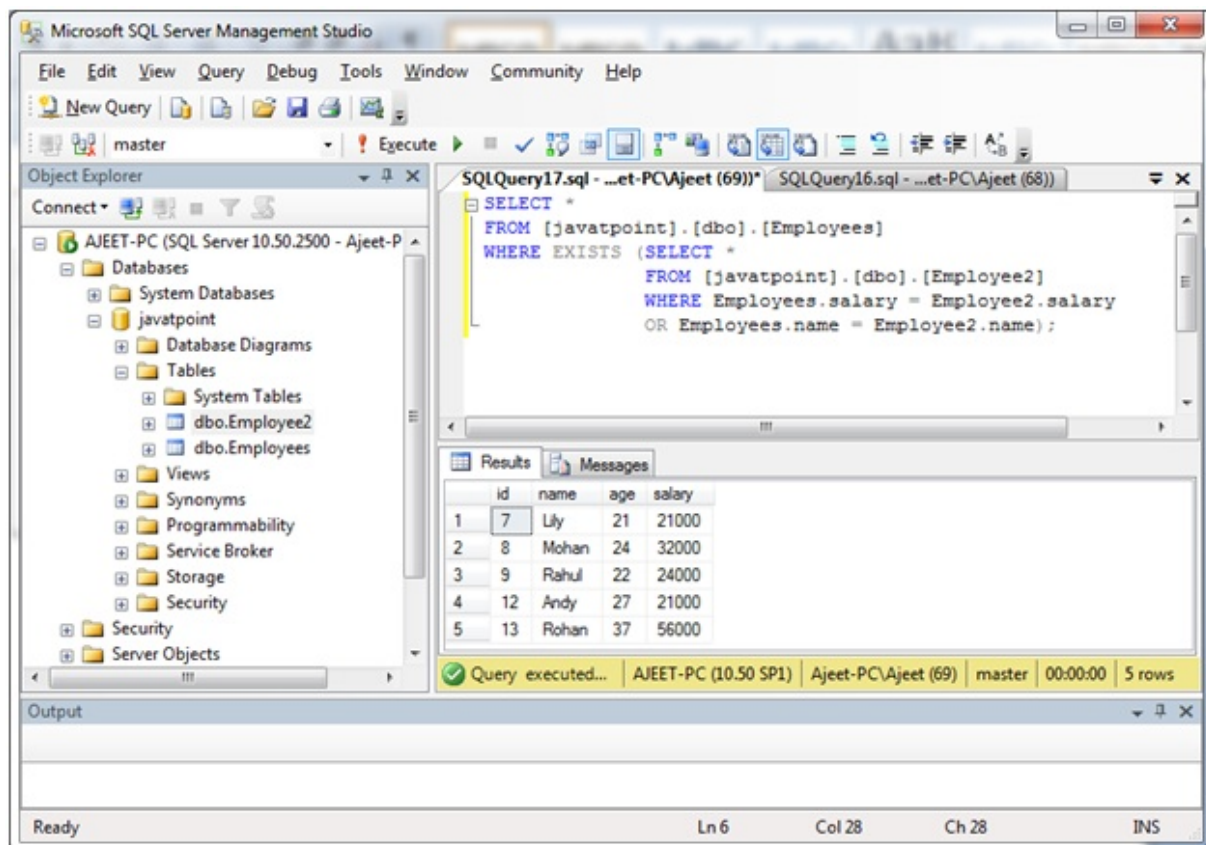 Microsoft SQL Server Management Studio
File Edit View Query Debug Tools Window Community Help
New Query
master Execute
Object Explorer
Connect
AJEET-PC (SQL Server 10.50.2500 - Ajeet-P
Databases
System Databases
javatpoint
Database Diagrams
Tables
System Tables
dbo.Employee2
dbo.Employees
Views
Synonyms
Programmability
Service Broker
Storage
Security
Security
Server Objects
SQLQuery17.sql - ...et-PC\Ajeet (69))* SQLQuery16.sql - ...et-PC\Ajeet (68))
SELECT *
FROM [javatpoint].[dbo].[Employees]
WHERE EXISTS (SELECT *
FROM [javatpoint].[dbo].[Employee2]
WHERE Employees.salary = Employee2.salary
OR Employees.name = Employee2.name);
Results Messages
id name age salary
1 7 Lily 21 21000
2 8 Mohan 24 32000
3 9 Rahul 22 24000
4 12 Andy 27 21000
5 13 Rohan 37 56000
Query executed... AJEET-PC (10.50 SP1) Ajeet-PC\Ajeet (69) master 00:00:00 5 rows
Output
Ready Ln 6 Col 28 Ch 28 INS